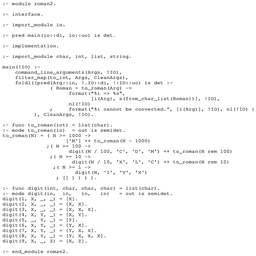 :- module roman2.
:- interface.
:- import_module io.
:- pred main(io::di, io::uo) is det.
:- implementation.
:- import_module char, int, list, string.
main(!IO) :-
command_line_arguments(Args, !IO),
filter_map(to_int, Args, CleanArgs),
foldl((pred(Arg::in, !.IO::di, !:IO::uo) is det :-
( Roman = to_roman(Arg) ->
format("%i => %s",
[i(Arg), s(from_char_list(Roman))], !IO),
nl(!IO)
; format("%i cannot be converted.", [i(Arg)], !IO), nl(!IO) )
), CleanArgs, !IO).
:- func to_roman(int) = list(char).
:- mode to_roman(in) = out is semidet.
to_roman(N) = ( N >= 1000 ->
['M'] ++ to_roman(N - 1000)
;( N >= 100 ->
digit(N / 100, 'C', 'D', 'M') ++ to_roman(N rem 100)
;( N >= 10 ->
digit(N / 10, 'X', 'L', 'C') ++ to_roman(N rem 10)
;( N >= 1 ->
digit(N, 'I', 'V', 'X')
; [] ) ) ) ).
:- func digit(int, char, char, char) = list(char).
:- mode digit(in, in, in, in) = out is semidet.
digit(1, X, _, _) = [X].
digit(2, X, _, _) = [X, X].
digit(3, X, _, _) = [X, X, X].
digit(4, X, Y, _) = [X, Y].
digit(5, _, Y, _) = [Y].
digit(6, X, Y, _) = [Y, X].
digit(7, X, Y, _) = [Y, X, X].
digit(8, X, Y, _) = [Y, X, X, X].
digit(9, X, _, Z) = [X, Z].
:- end_module roman2.